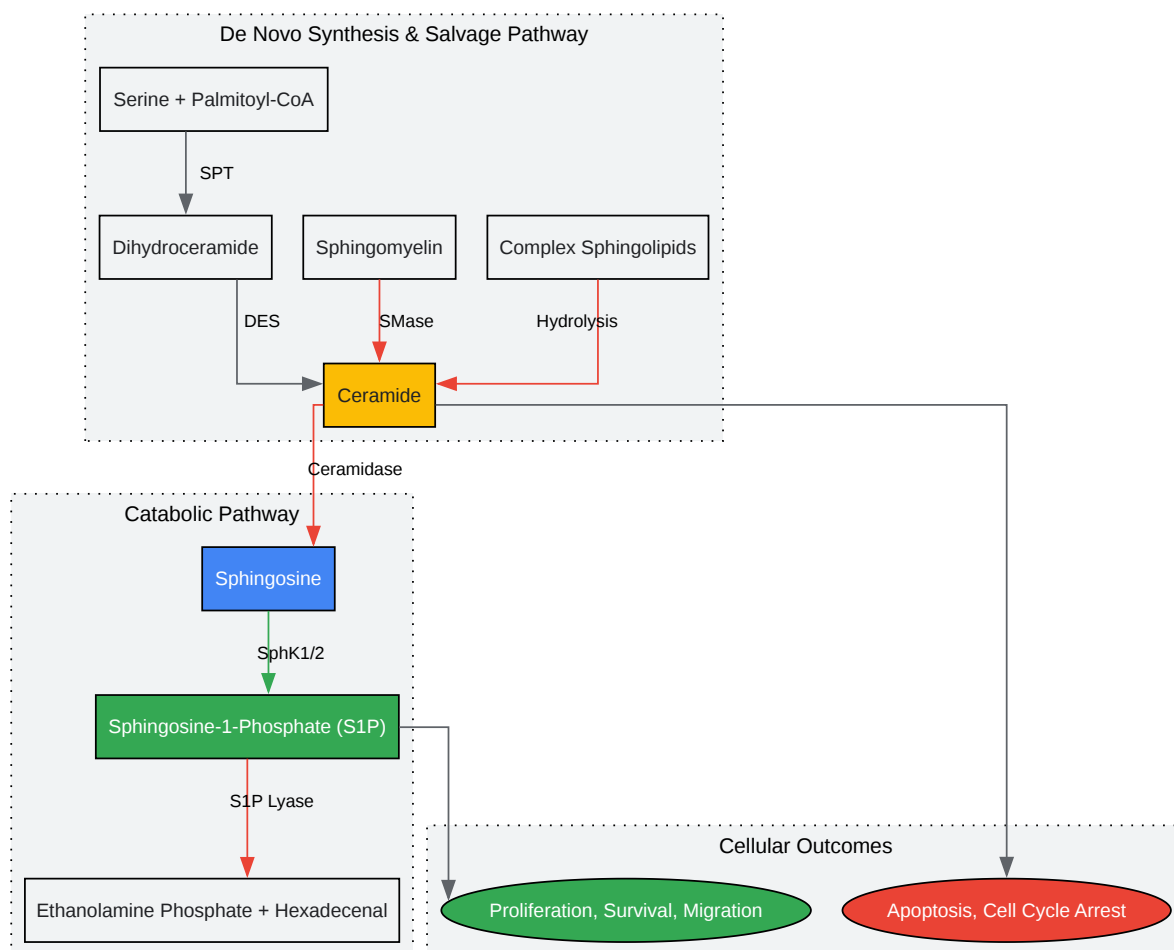 De Novo Synthesis & Salvage Pathway
Serine + Palmitoyl-CoA
SPT
Dihydroceramide
Sphingomyelin
Complex Sphingolipids
DES
SMase
Hydrolysis
Ceramide
Ceramidase
Catabolic Pathway
Sphingosine
SphK1/2
Sphingosine-1-Phosphate (S1P)
S1P Lyase
Cellular Outcomes
Ethanolamine Phosphate + Hexadecenal
Proliferation, Survival, Migration
Apoptosis, Cell Cycle Arrest